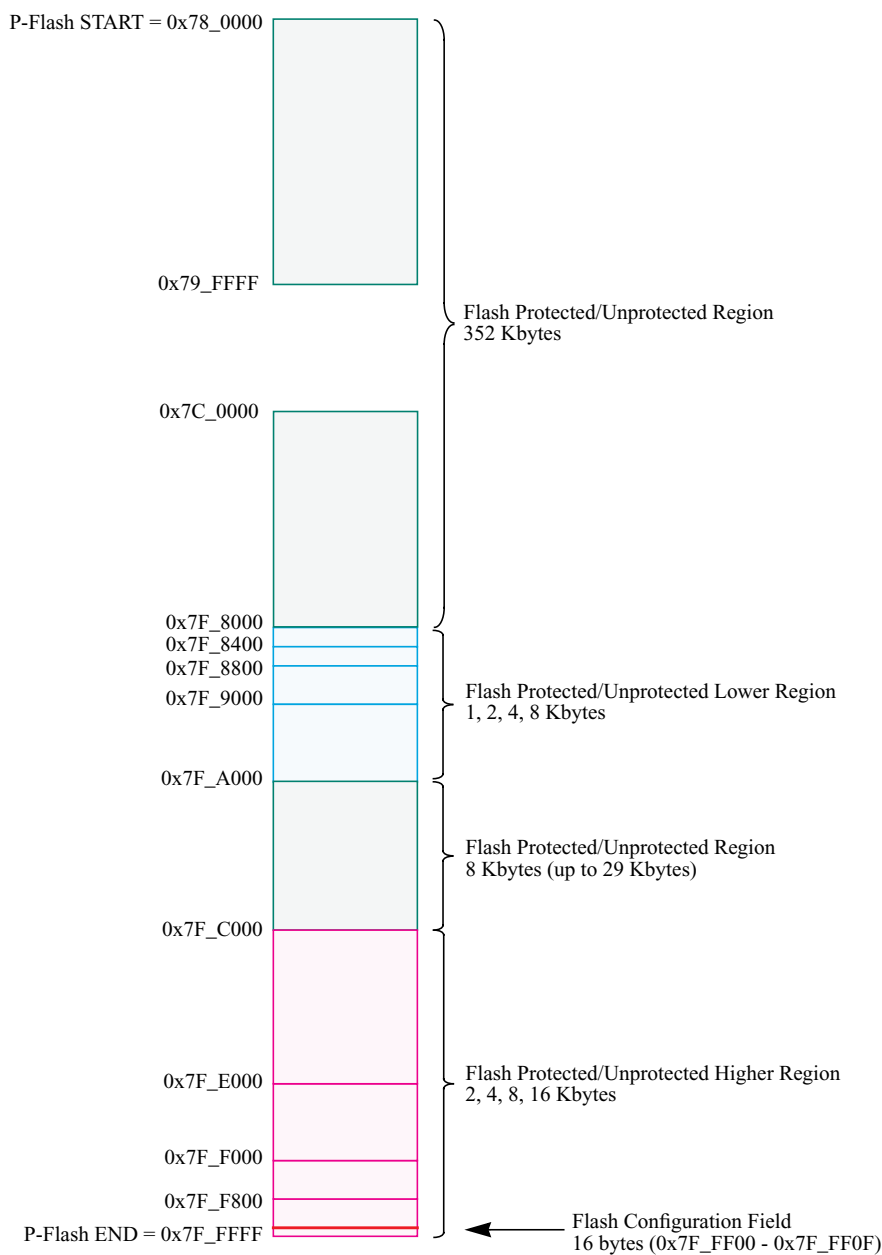 P-Flash START = 0x78_0000
0x79_FFFF
Flash Protected/Unprotected Region
352 Kbytes
0x7C_0000
0x7F_8000
0x7F_8400
0x7F_8800
0x7F_9000
Flash Protected/Unprotected Lower Region
1, 2, 4, 8 Kbytes
0x7F_A000
Flash Protected/Unprotected Region
8 Kbytes (up to 29 Kbytes)
0x7F_C000
0x7F_E000
Flash Protected/Unprotected Higher Region
2, 4, 8, 16 Kbytes
0x7F_F000
0x7F_F800
P-Flash END = 0x7F_FFFF
Flash Configuration Field
16 bytes (0x7F_FF00 - 0x7F_FF0F)